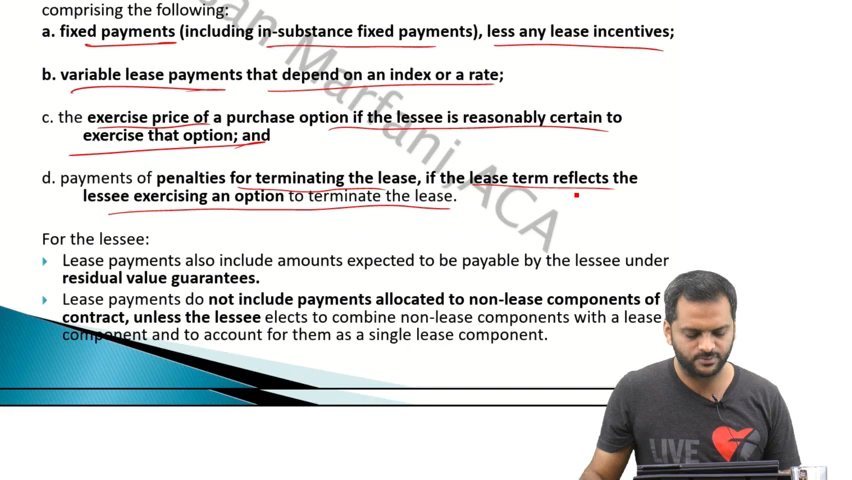 comprising the following:
a. fixed payments (including in-substance fixed payments), less any lease incentives;
b. variable lease payments that depend on an index or a rate;
c. the exercise price of a purchase option if the lessee is reasonably certain to
exercise that option; and
d. payments of penalties for terminating the lease, if the lease term reflects the
lessee exercising an option to terminate the lease.
For the lessee:
Lease payments also include amounts expected to be payable by the lessee under
residual value guarantees.
Lease payments do not include payments allocated to non-lease components of
contract, unless the lessee elects to combine non-lease components with a lease
component and to account for them as a single lease component.
Marfani, ACA
LIVE